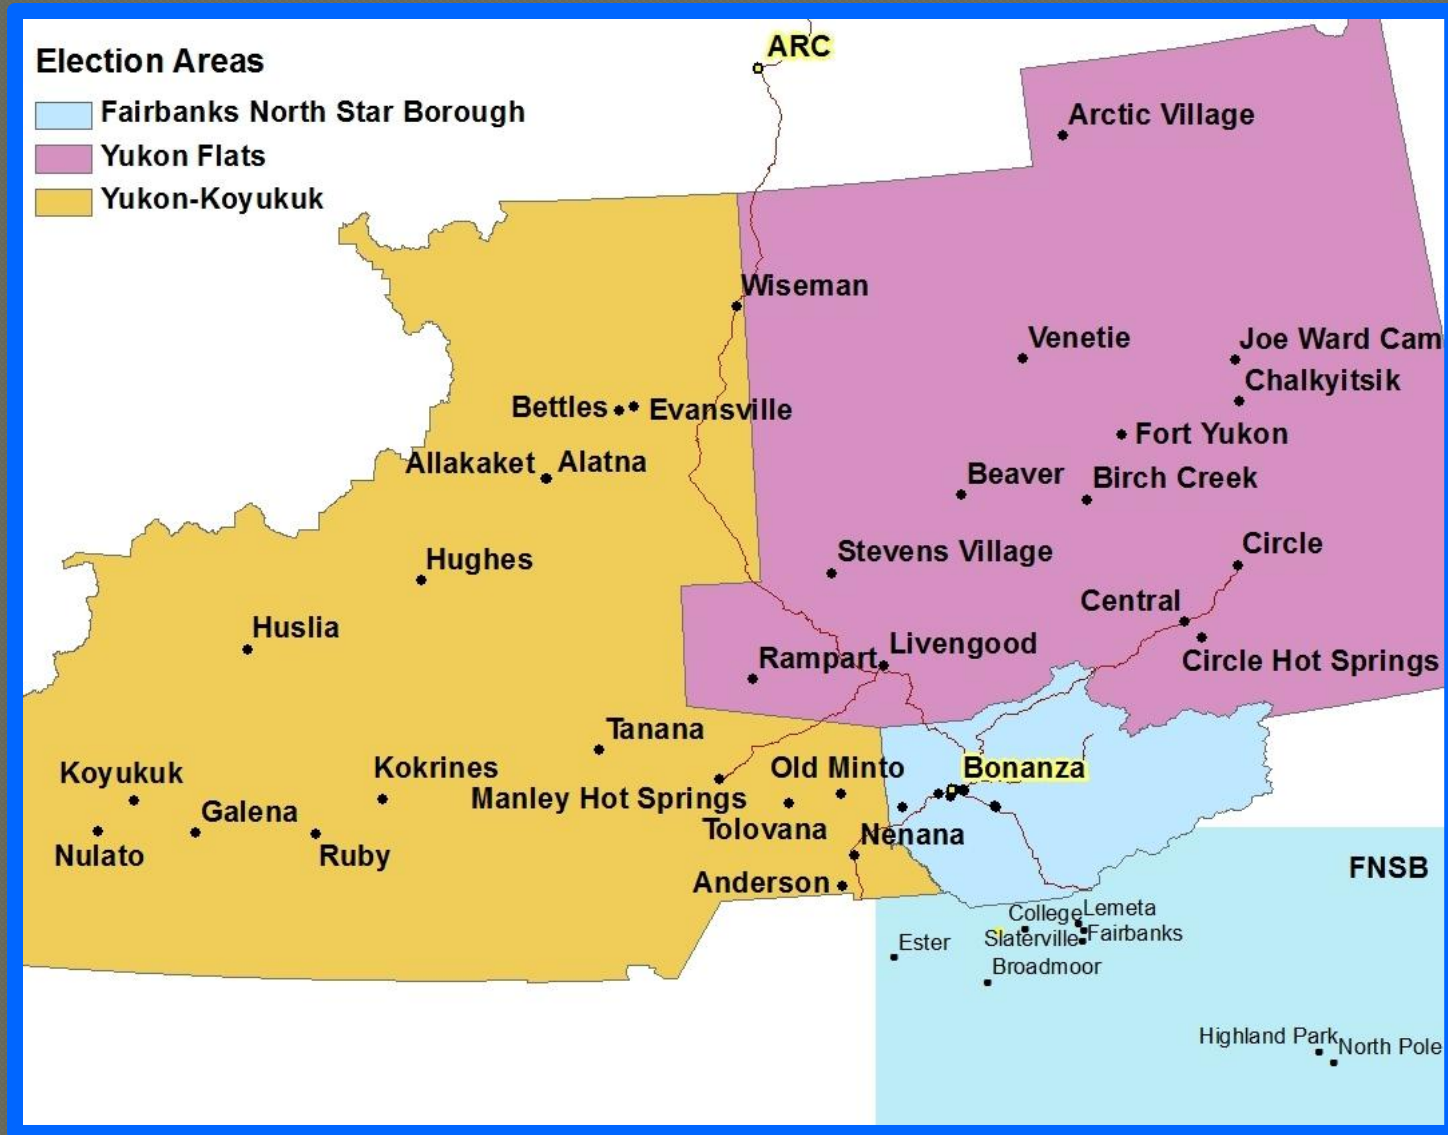 ARC
Election Areas
Fairbanks North Star Borough
Yukon Flats
Yukon-Koyukuk
Arctic Village
Wiseman
Venetie
Joe Ward Cam
Chalkyitsik
Bettles
Evansville
Fort Yukon
Allakaket
Alatna
Beaver
Birch Creek
Hughes
Stevens Village
Circle
Central
Huslia
Rampart
Livengood
Circle Hot Springs
Tanana
Koyukuk
Kokrines
Old Minto
Bonanza
Manley Hot Springs
Galena
Tolovana
Nenana
Nulato
Ruby
Anderson
FNSB
College
Lemeta
Ester
Slaterville
Fairbanks
Broadmoor
Highland Park
North Pole